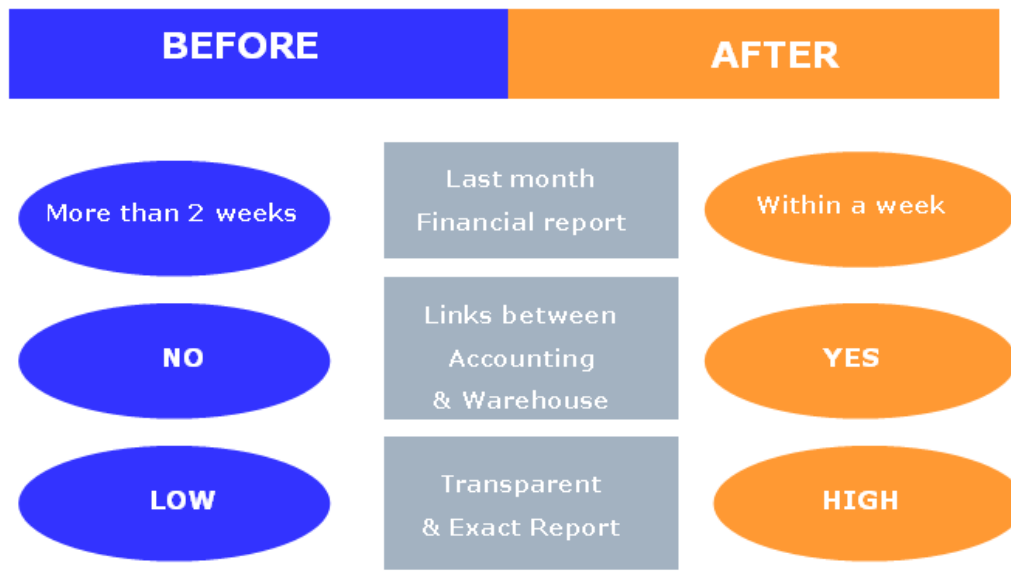 BEFORE
AFTER
More than 2 weeks
Last month
Financial report
Within a week
NO
Links between
Accounting
& Warehouse
YES
LOW
Transparent
& Exact Report
HIGH